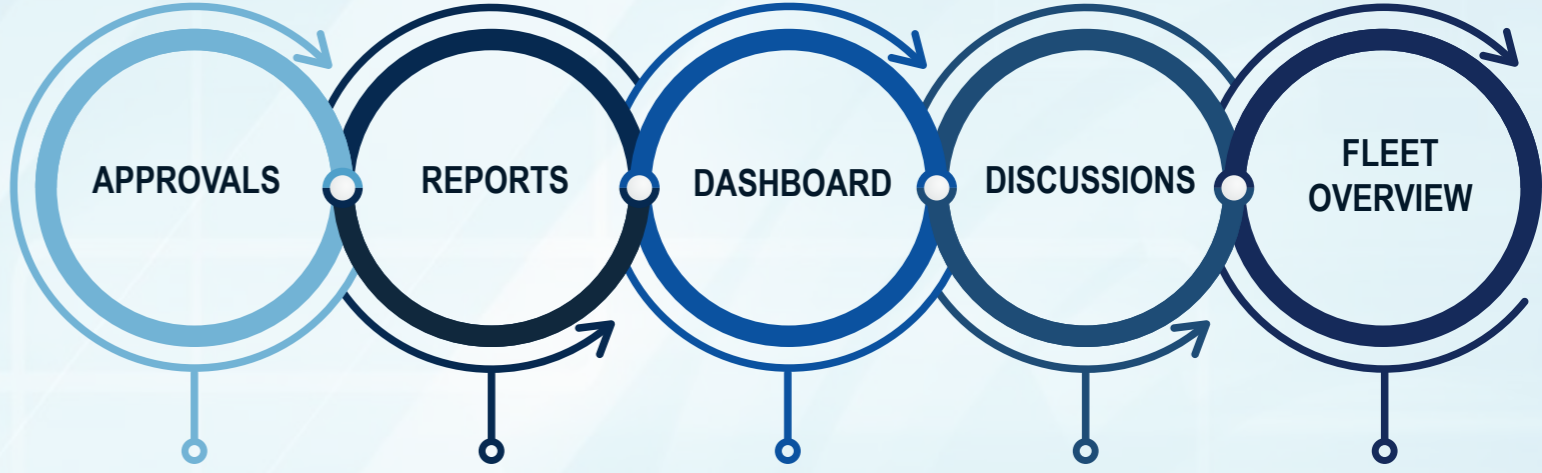 APPROVALS
REPORTS
DASHBOARD
DISCUSSIONS
FLEET
OVERVIEW